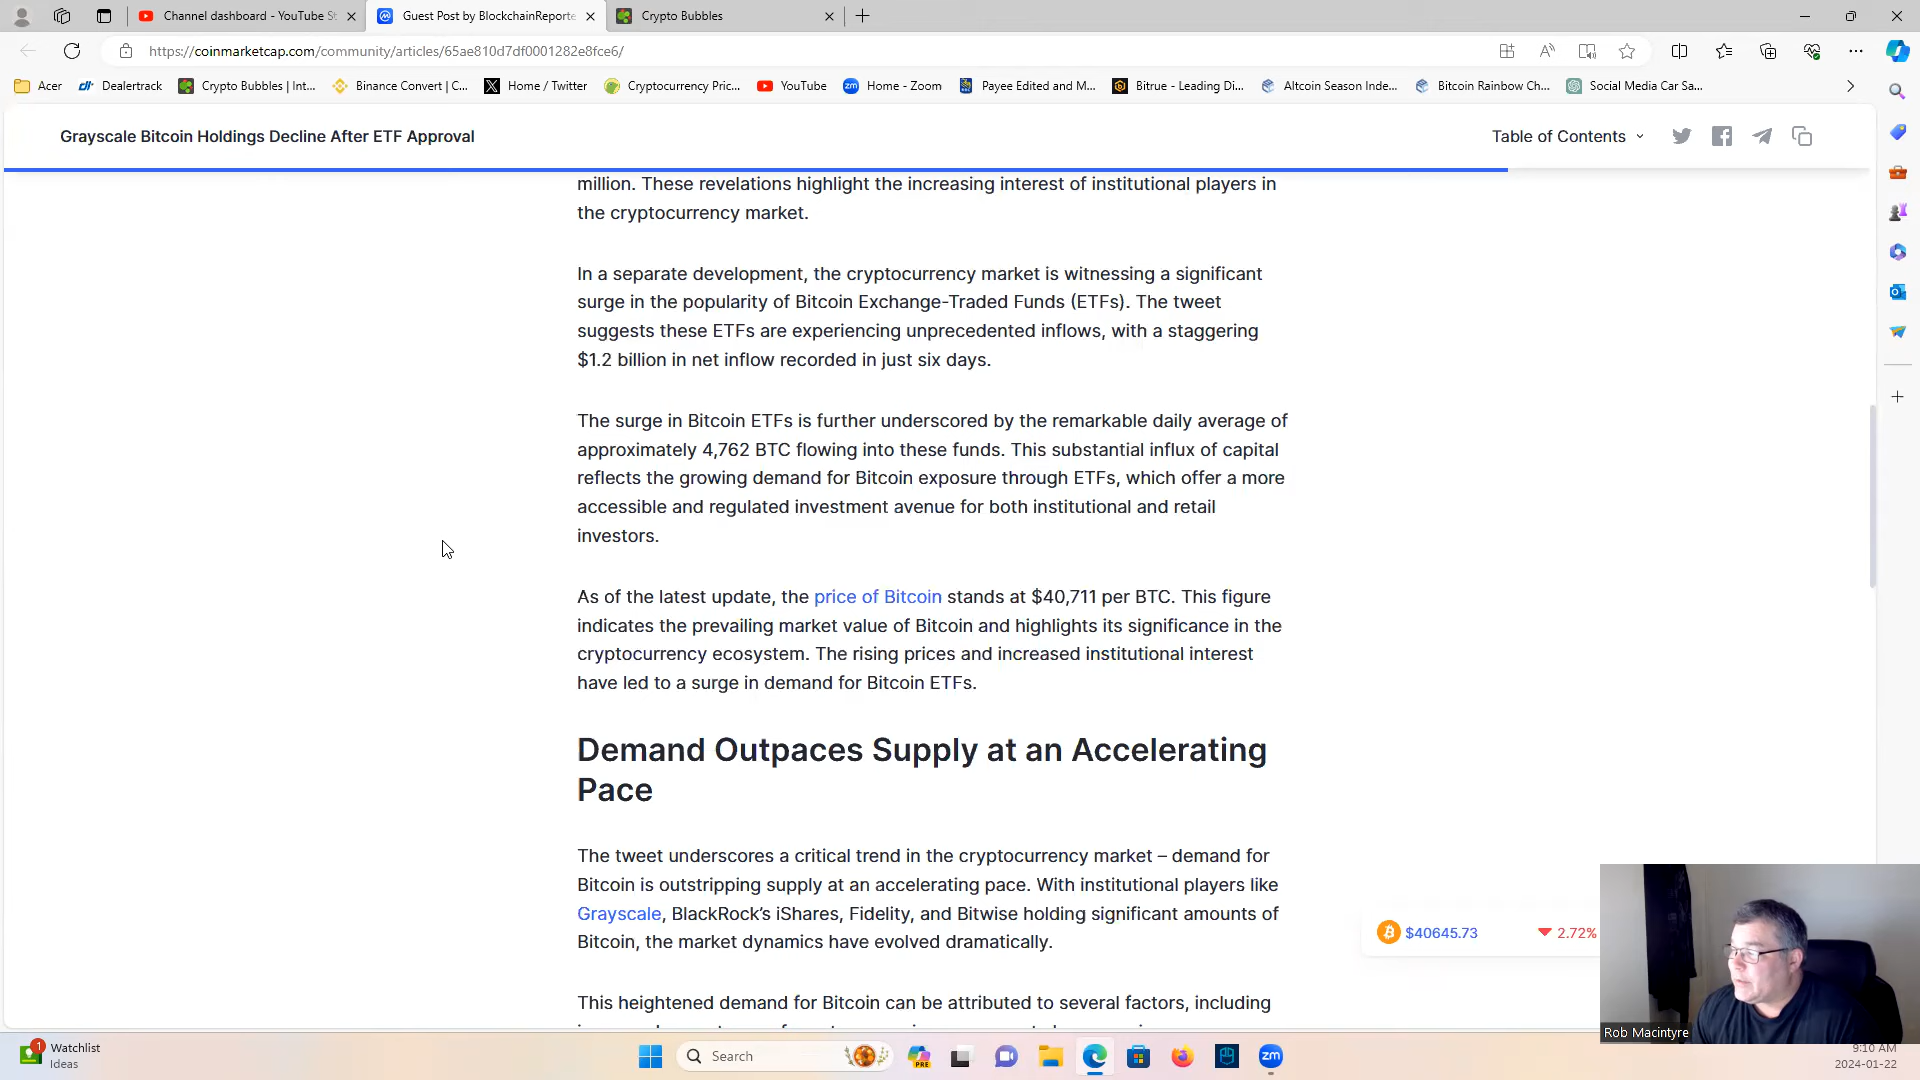 Channel dashboard - YouTube St
Guest Post by BlockchainReporte
Crypto Bubbles
https://coinmarketcap.com/community/articles/65ae810d7df0001282e8fce6/
Acer
Dealertrack
Crypto Bubbles | Int...
Binance Convert | C...
Home / Twitter
Cryptocurrency Pric...
YouTube
Home - Zoom
Payee Edited and M...
Bitrue - Leading Di...
Altcoin Season Inde...
Bitcoin Rainbow Ch...
Social Media Car Sa...
Grayscale Bitcoin Holdings Decline After ETF Approval
Table of Contents
million. These revelations highlight the increasing interest of institutional players in
the cryptocurrency market.
In a separate development, the cryptocurrency market is witnessing a significant
surge in the popularity of Bitcoin Exchange-Traded Funds (ETFs). The tweet
suggests these ETFs are experiencing unprecedented inflows, with a staggering
$1.2 billion in net inflow recorded in just six days.
The surge in Bitcoin ETFs is further underscored by the remarkable daily average of
approximately 4,762 BTC flowing into these funds. This substantial influx of capital
reflects the growing demand for Bitcoin exposure through ETFs, which offer a more
accessible and regulated investment avenue for both institutional and retail
investors.
As of the latest update, the price of Bitcoin stands at $40,711 per BTC. This figure
indicates the prevailing market value of Bitcoin and highlights its significance in the
cryptocurrency ecosystem. The rising prices and increased institutional interest
have led to a surge in demand for Bitcoin ETFs.
Demand Outpaces Supply at an Accelerating
Pace
The tweet underscores a critical trend in the cryptocurrency market – demand for
Bitcoin is outstripping supply at an accelerating pace. With institutional players like
Grayscale, BlackRock's iShares, Fidelity, and Bitwise holding significant amounts of
Bitcoin, the market dynamics have evolved dramatically.
This heightened demand for Bitcoin can be attributed to several factors, including
$40645.73
2.72%
Rob Macintyre
1
Watchlist
Ideas
Search
PRE
zm
9:10 AM
2024-01-22